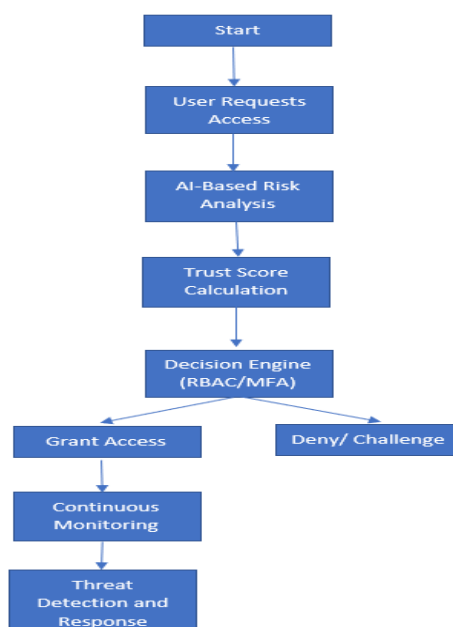 Start
User Requests
Access
AI-Based Risk
Analysis
Trust Score
Calculation
Decision Engine
(RBAC/MFA)
Grant Access
Deny/ Challenge
Continuous
Monitoring
Threat
Detection and
Response